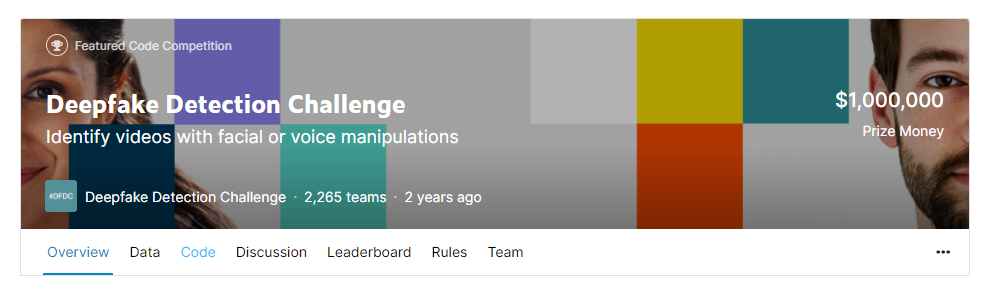 Featured Code Competition
Deepfake Detection Challenge
$1,000,000
Identify videos with facial or voice manipulations
Prize Money
#DFDC
Deepfake Detection Challenge · 2,265 teams · 2 years ago
Overview Data Code Discussion Leaderboard Rules Team